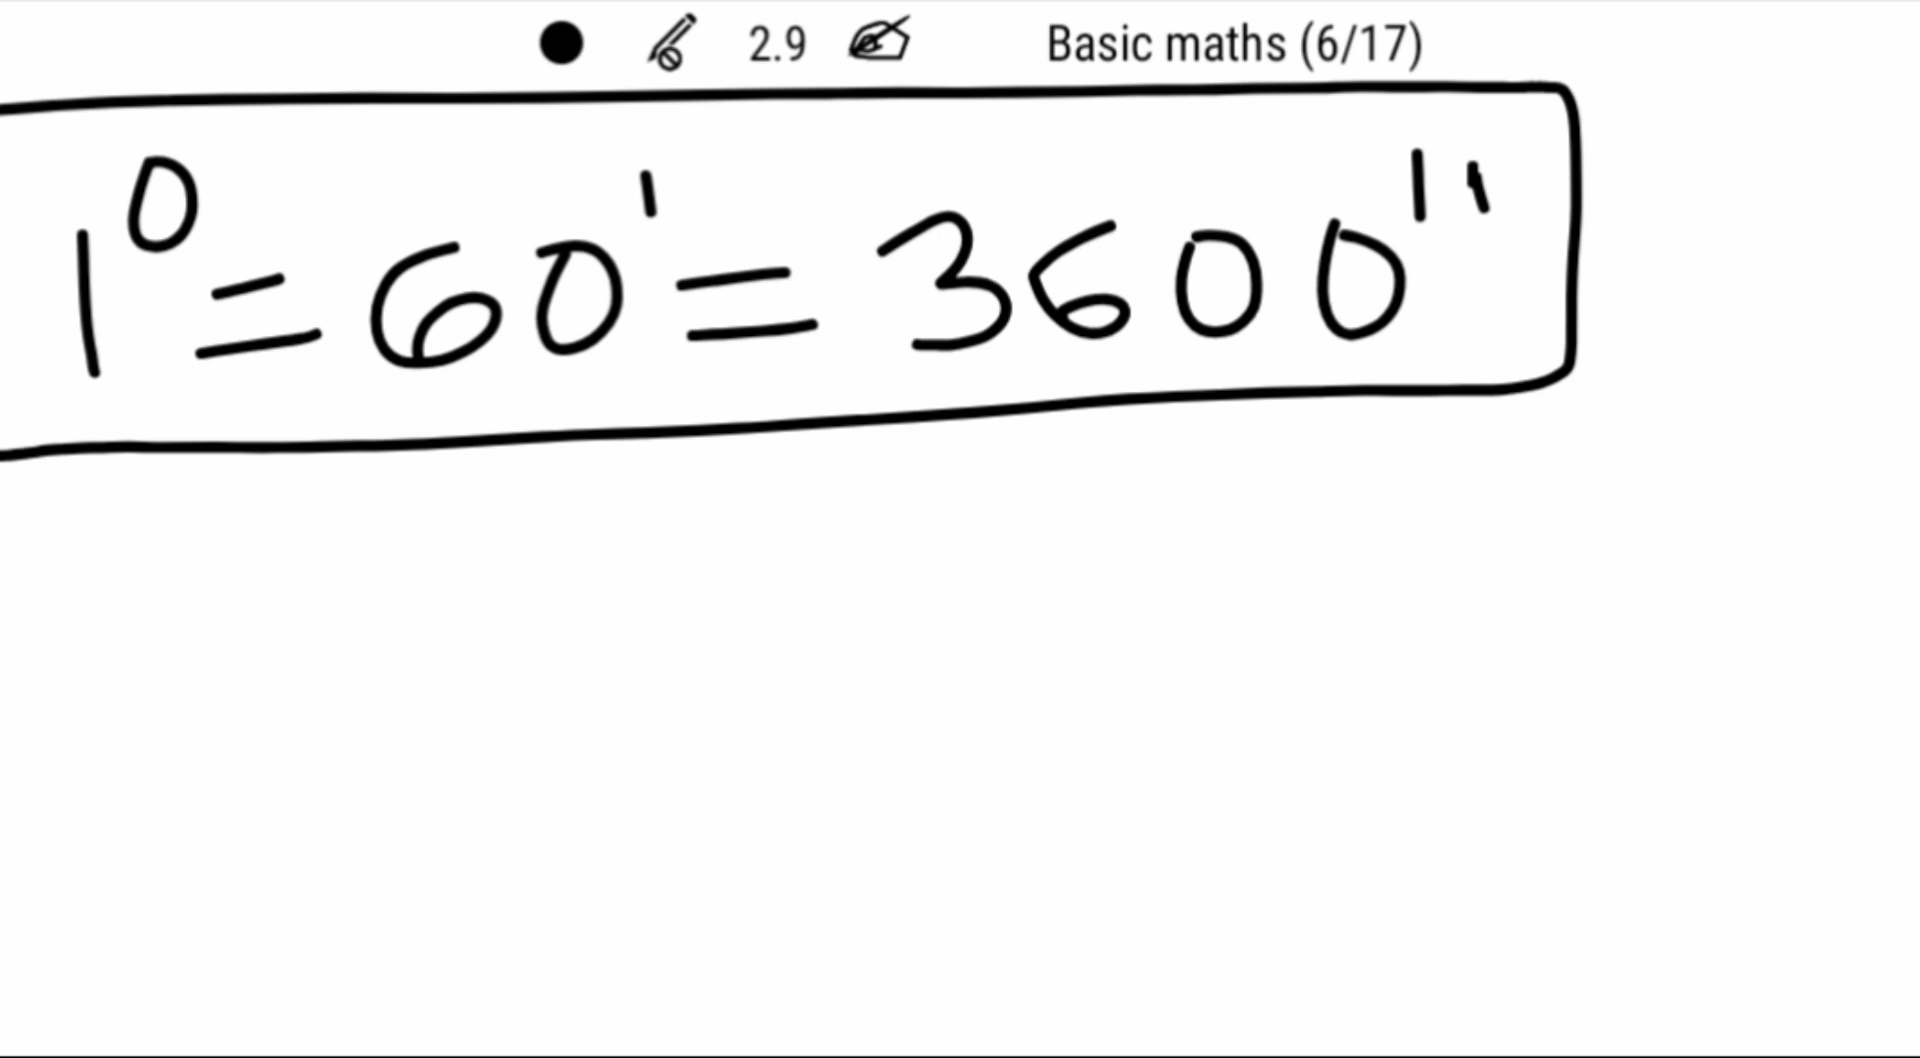 2.9 Basic maths (6/17)
1° = 60' = 3600''